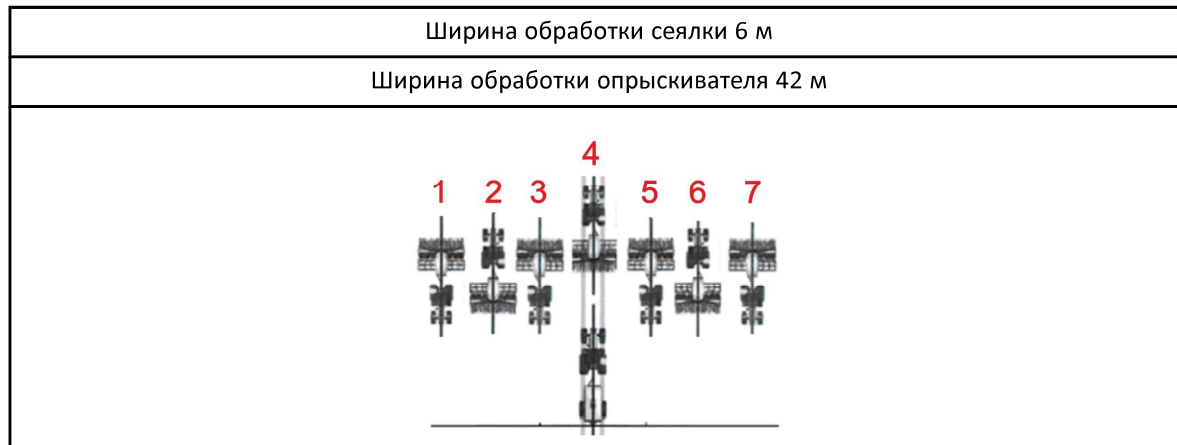 Ширина обработки сеялки 6 м
Ширина обработки опрыскивателя 42 м
4
1 2 3 5 6 7